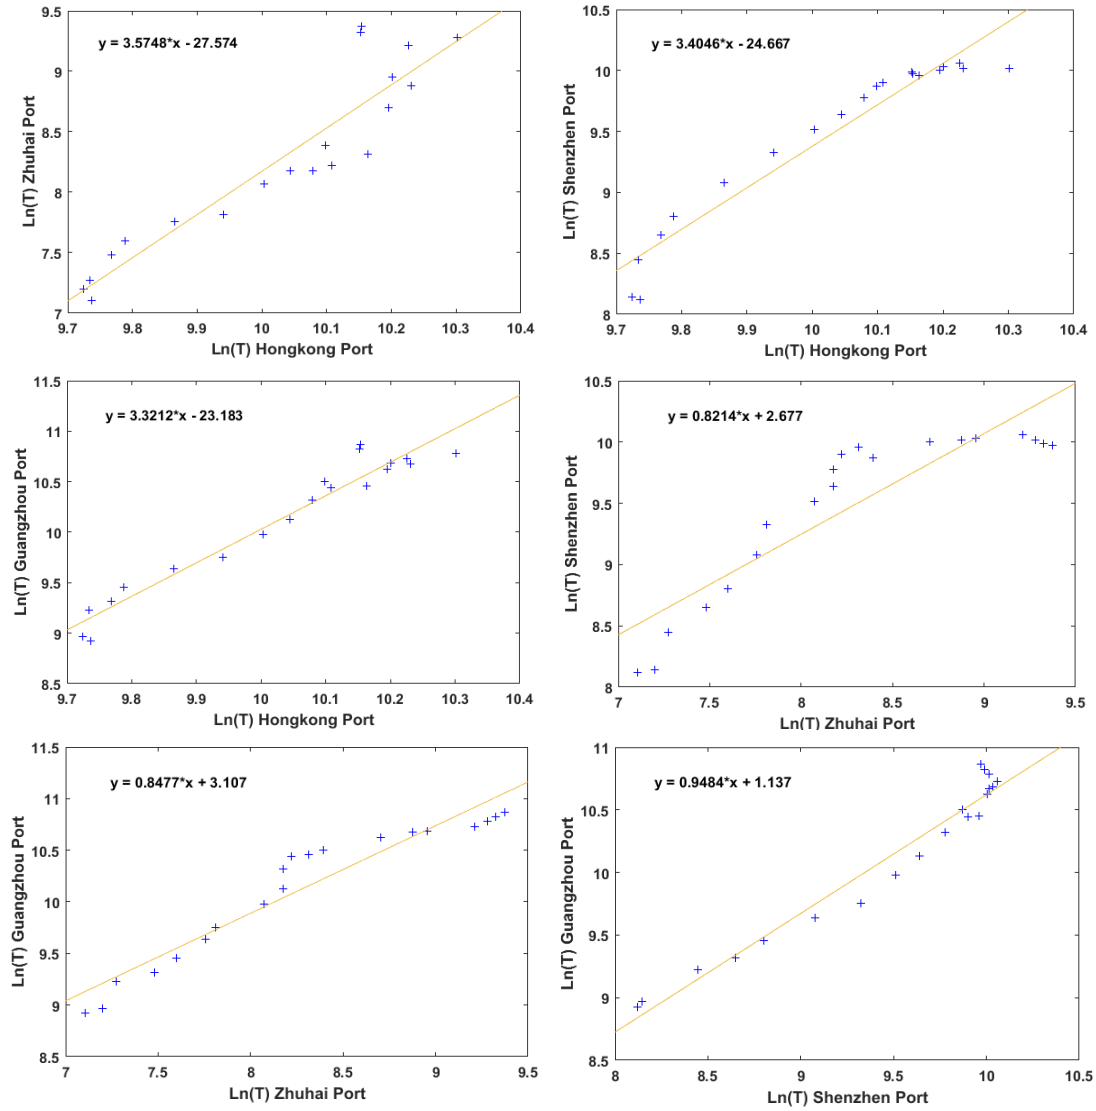 9.5
9
8.5
8
7.5
7
9.7 9.8 9.9 10 10.1 10.2 10.3 10.4
Ln(T) Hongkong Port
Ln(T) Zhuhai Port
y = 3.5748*x - 27.574
10.5
10
9.5
9
8.5
8
9.7 9.8 9.9 10 10.1 10.2 10.3 10.4
Ln(T) Hongkong Port
Ln(T) Shenzhen Port
y = 3.4046*x - 24.667
11.5
11
10.5
10
9.5
9
8.5
9.7 9.8 9.9 10 10.1 10.2 10.3 10.4
Ln(T) Hongkong Port
Ln(T) Guangzhou Port
y = 3.3212*x - 23.183
10.5
10
9.5
9
8.5
8
7 7.5 8 8.5 9 9.5
Ln(T) Zhuhai Port
Ln(T) Shenzhen Port
y = 0.8214*x + 2.677
11.5
11
10.5
10
9.5
9
8.5
7 7.5 8 8.5 9 9.5
Ln(T) Zhuhai Port
Ln(T) Guangzhou Port
y = 0.8477*x + 3.107
11
10.5
10
9.5
9
8.5
8 8.5 9 9.5 10 10.5
Ln(T) Shenzhen Port
Ln(T) Guangzhou Port
y = 0.9484*x + 1.137